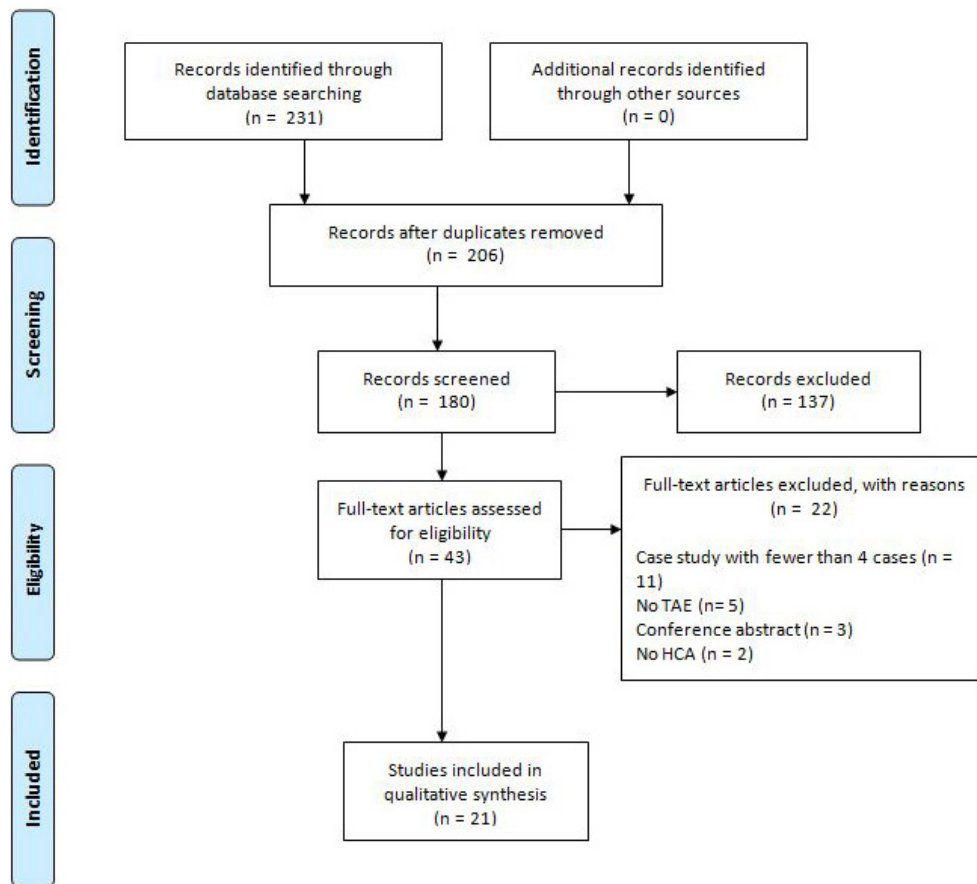 Identification
Records identified through
database searching
(n = 231)
Additional records identified
through other sources
(n = 0)
Records after duplicates removed
(n = 206)
Screening
Records screened
(n = 180)
Records excluded
(n = 137)
Eligibility
Full-text articles assessed
for eligibility
(n = 43)
Full-text articles excluded, with reasons
(n = 22)
Case study with fewer than 4 cases (n =
11)
No TAE (n= 5)
Conference abstract (n = 3)
No HCA (n = 2)
Included
Studies included in
qualitative synthesis
(n = 21)